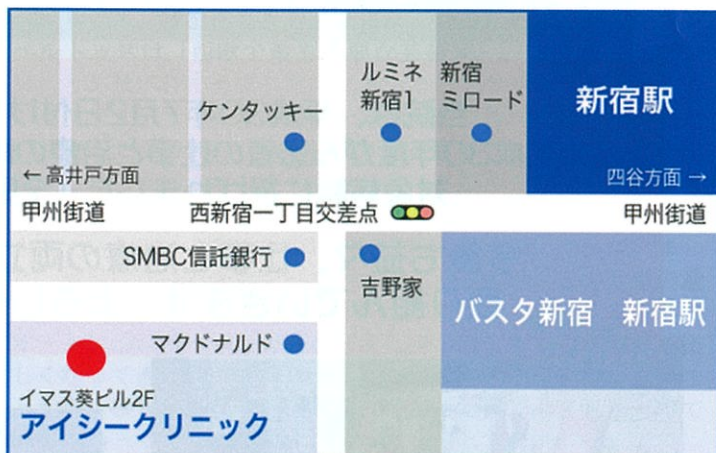 ルミネ
新宿1
新宿
ミロード
新宿駅
ケンタッキー
← 高井戸方面
四谷方面 →
甲州街道
西新宿一丁目交差点
甲州街道
SMBC信託銀行
吉野家
バスタ新宿 新宿駅
マクドナルド
イマス葵ビル2F
アイシークリニック